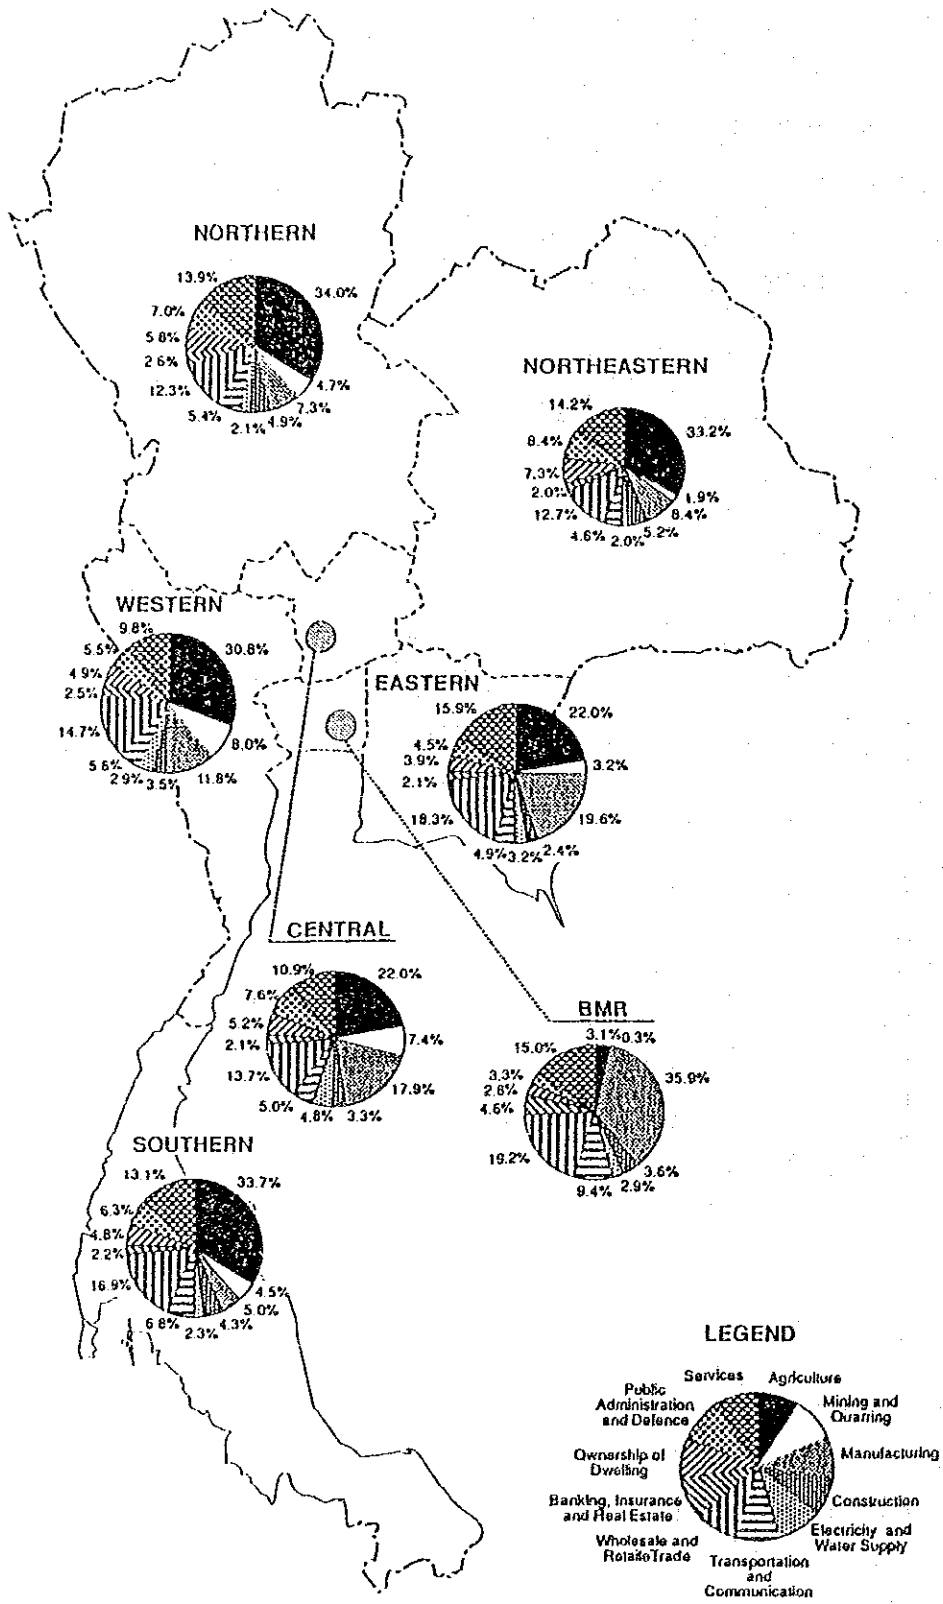 NORTHERN
13.9%
34.0%
7.0%
5.8%
2.6%
12.3%
5.4%
2.1%
4.9%
7.3%
4.7%
NORTHEASTERN
14.2%
33.2%
8.4%
7.3%
2.0%
12.7%
4.6%
2.0%
5.2%
8.4%
1.9%
WESTERN
9.8%
30.8%
5.5%
4.9%
2.5%
14.7%
5.6%
2.9%
3.5%
11.8%
8.0%
EASTERN
15.9%
22.0%
4.5%
3.9%
2.1%
18.3%
4.9%
3.2%
2.4%
19.6%
3.2%
CENTRAL
10.9%
22.0%
7.6%
5.2%
2.1%
13.7%
5.0%
4.8%
3.3%
17.9%
7.4%
BMR
3.1%
0.3%
15.0%
35.9%
3.3%
2.8%
4.6%
19.2%
9.4%
2.9%
3.6%
SOUTHERN
13.1%
33.7%
6.3%
4.8%
2.2%
16.9%
6.8%
2.3%
4.3%
5.0%
4.5%
LEGEND
Services
Agriculture
Public
Administration
and Defence
Mining and
Quarring
Ownership of
Dwelling
Manufacturing
Banking, Insurance
and Real Estate
Construction
Wholesale and
Retaile Trade
Electricity and
Water Supply
Transportation
and
Communication